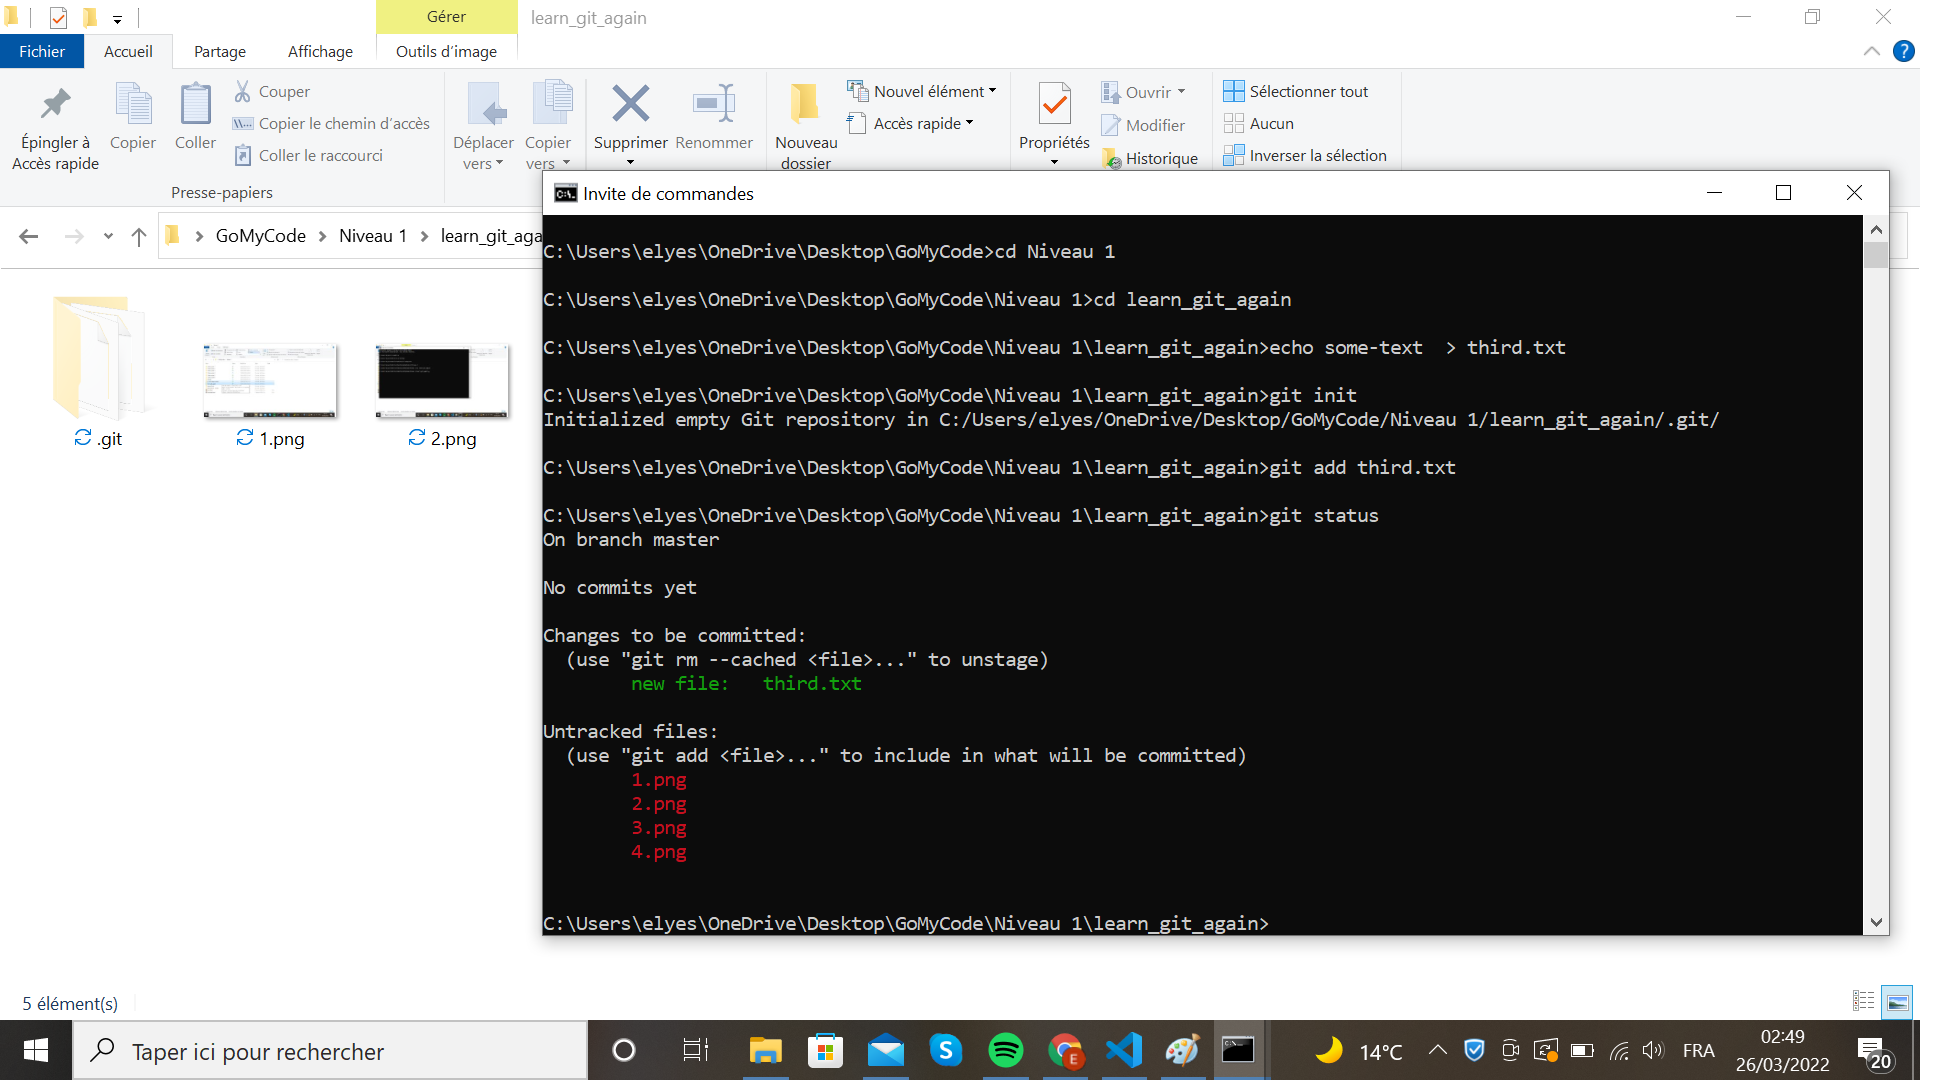 Gérer
learn_git_again
Fichier
Accueil
Partage
Affichage
Outils d'image
Épingler à
Accès rapide
Copier
Coller
Couper
Copier le chemin d'accès
Coller le raccourci
Presse-papiers
Déplacer
vers
Copier
vers
Supprimer
Renommer
Nouveau
dossier
Nouvel élément
Accès rapide
Propriétés
Ouvrir
Modifier
Historique
Sélectionner tout
Aucun
Inverser la sélection
GoMyCode > Niveau 1 > learn_git_aga
.git
1.png
2.png
Invite de commandes
C:\Users\elyes\OneDrive\Desktop\GoMyCode>cd Niveau 1
C:\Users\elyes\OneDrive\Desktop\GoMyCode\Niveau 1>cd learn_git_again
C:\Users\elyes\OneDrive\Desktop\GoMyCode\Niveau 1\learn_git_again>echo some-text  > third.txt
C:\Users\elyes\OneDrive\Desktop\GoMyCode\Niveau 1\learn_git_again>git init
Initialized empty Git repository in C:/Users/elyes/OneDrive/Desktop/GoMyCode/Niveau 1/learn_git_again/.git/
C:\Users\elyes\OneDrive\Desktop\GoMyCode\Niveau 1\learn_git_again>git add third.txt
C:\Users\elyes\OneDrive\Desktop\GoMyCode\Niveau 1\learn_git_again>git status
On branch master
No commits yet
Changes to be committed:
(use "git rm --cached <file>..." to unstage)
new file:   third.txt
Untracked files:
(use "git add <file>..." to include in what will be committed)
1.png
2.png
3.png
4.png
C:\Users\elyes\OneDrive\Desktop\GoMyCode\Niveau 1\learn_git_again>
5 élément(s)
Taper ici pour rechercher
14°C
FRA
02:49
26/03/2022
20